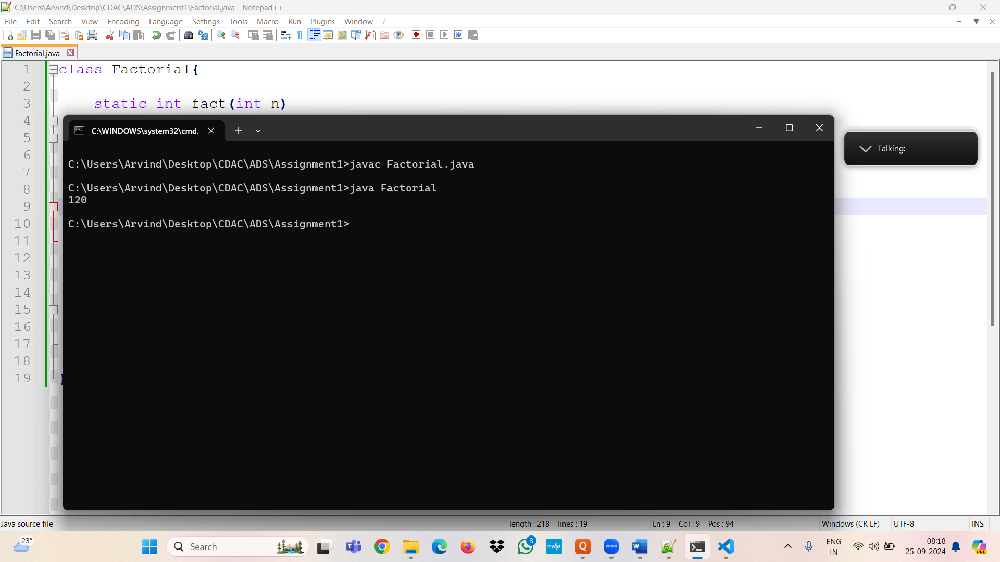 C:\Users\Arvind\Desktop\CDAC\ADS\Assignment1\Factorial.java - Notepad++
File Edit Search View Encoding Language Settings Tools Macro Run Plugins Window ?
Factorial.java
1 class Factorial{
2
3 static int fact(int n)
4
5
6
7
8
9
10
11
12
13
14
15
16
17
18
19 }
C:\WINDOWS\system32\cmd.
C:\Users\Arvind\Desktop\CDAC\ADS\Assignment1>javac Factorial.java
C:\Users\Arvind\Desktop\CDAC\ADS\Assignment1>java Factorial
120
C:\Users\Arvind\Desktop\CDAC\ADS\Assignment1>
Talking:
Java source file length : 218 lines : 19 Ln : 9 Col : 9 Pos : 94 Windows (CR LF) UTF-8 INS
23°
Search
3
myhp
Q
zoom
ENG
IN
08:18
25-09-2024
PRE